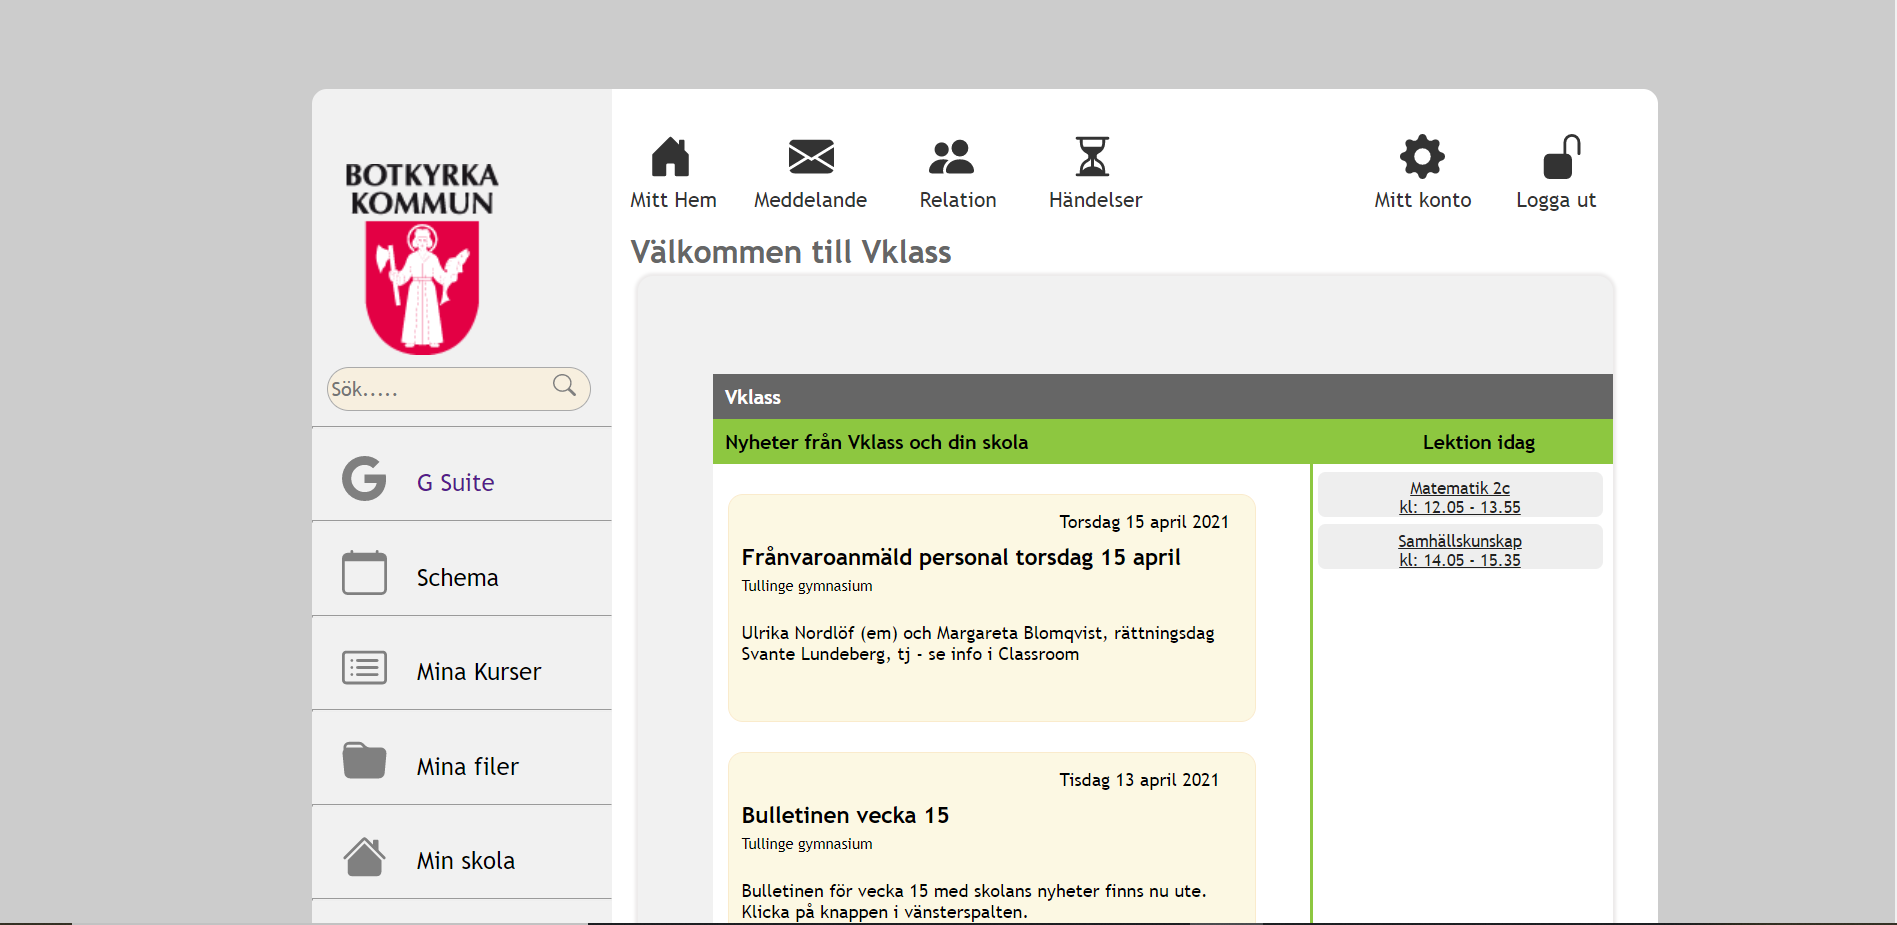 BOTKYRKA
KOMMUN
Sök.....
G Suite
Schema
Mina Kurser
Mina filer
Min skola
Mitt Hem
Meddelande
Relation
Händelser
Mitt konto
Logga ut
Välkommen till Vklass
Vklass
Nyheter från Vklass och din skola
Lektion idag
Torsdag 15 april 2021
Frånvaroanmäld personal torsdag 15 april
Tullinge gymnasium
Ulrika Nordlöf (em) och Margareta Blomqvist, rättningsdag
Svante Lundeberg, tj - se info i Classroom
Tisdag 13 april 2021
Bulletinen vecka 15
Tullinge gymnasium
Bulletinen för vecka 15 med skolans nyheter finns nu ute.
Klicka på knappen i vänsterspalten.
Matematik 2c
kl: 12.05 - 13.55
Samhällskunskap
kl: 14.05 - 15.35